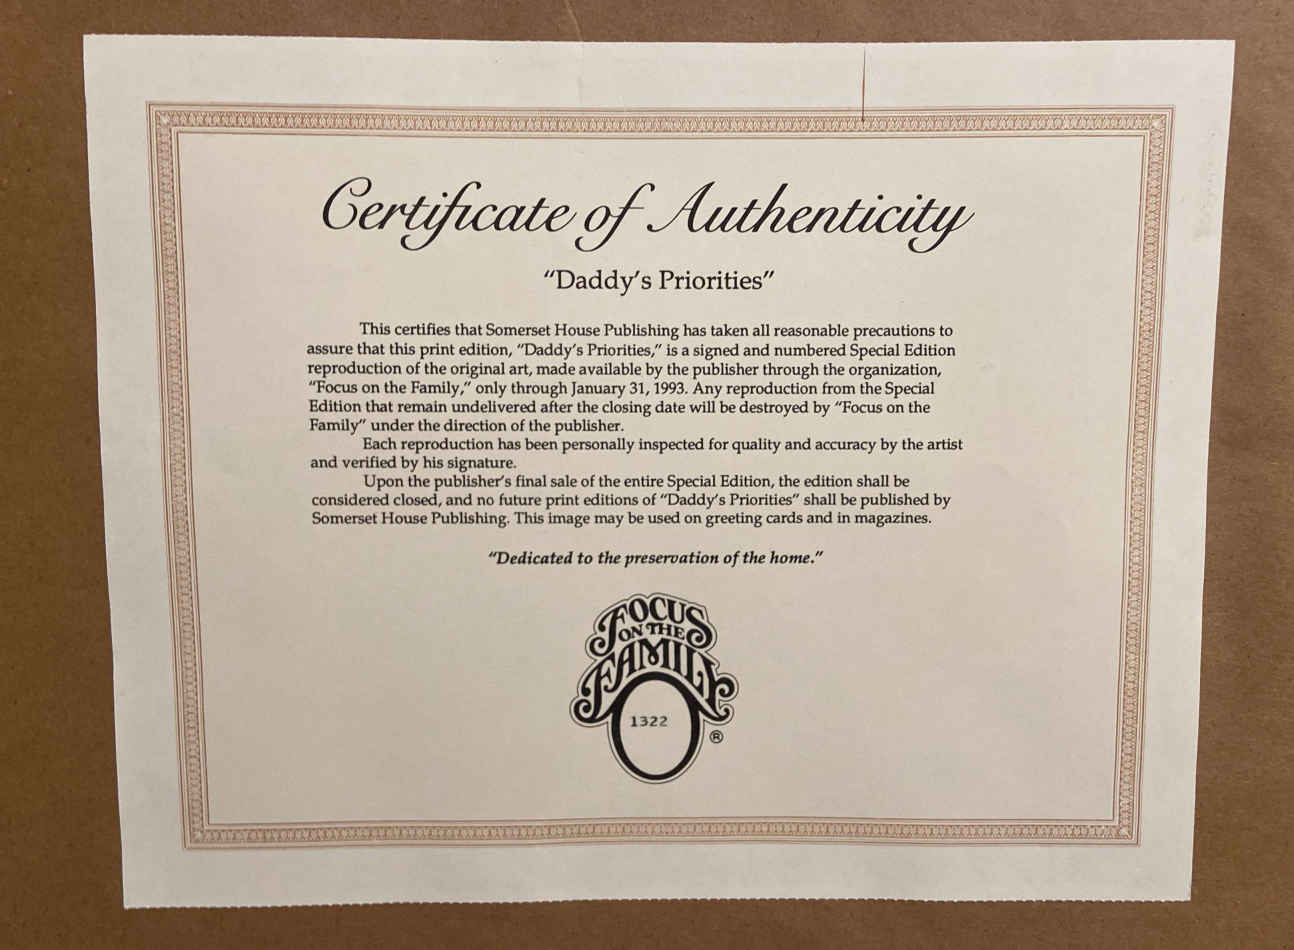 Certificate of Authenticity
“Daddy’s Priorities”
This certifies that Somerset House Publishing has taken all reasonable precautions to
assure that this print edition, “Daddy’s Priorities,” is a signed and numbered Special Edition
reproduction of the original art, made available by the publisher through the organization,
“Focus on the Family,” only through January 31, 1993. Any reproduction from the Special
Edition that remain undelivered after the closing date will be destroyed by “Focus on the
Family” under the direction of the publisher.
Each reproduction has been personally inspected for quality and accuracy by the artist
and verified by his signature.
Upon the publisher’s final sale of the entire Special Edition, the edition shall be
considered closed, and no future print editions of “Daddy’s Priorities” shall be published by
Somerset House Publishing. This image may be used on greeting cards and in magazines.
“Dedicated to the preservation of the home.”
FOCUS
ON THE
FAMILY
1322
®